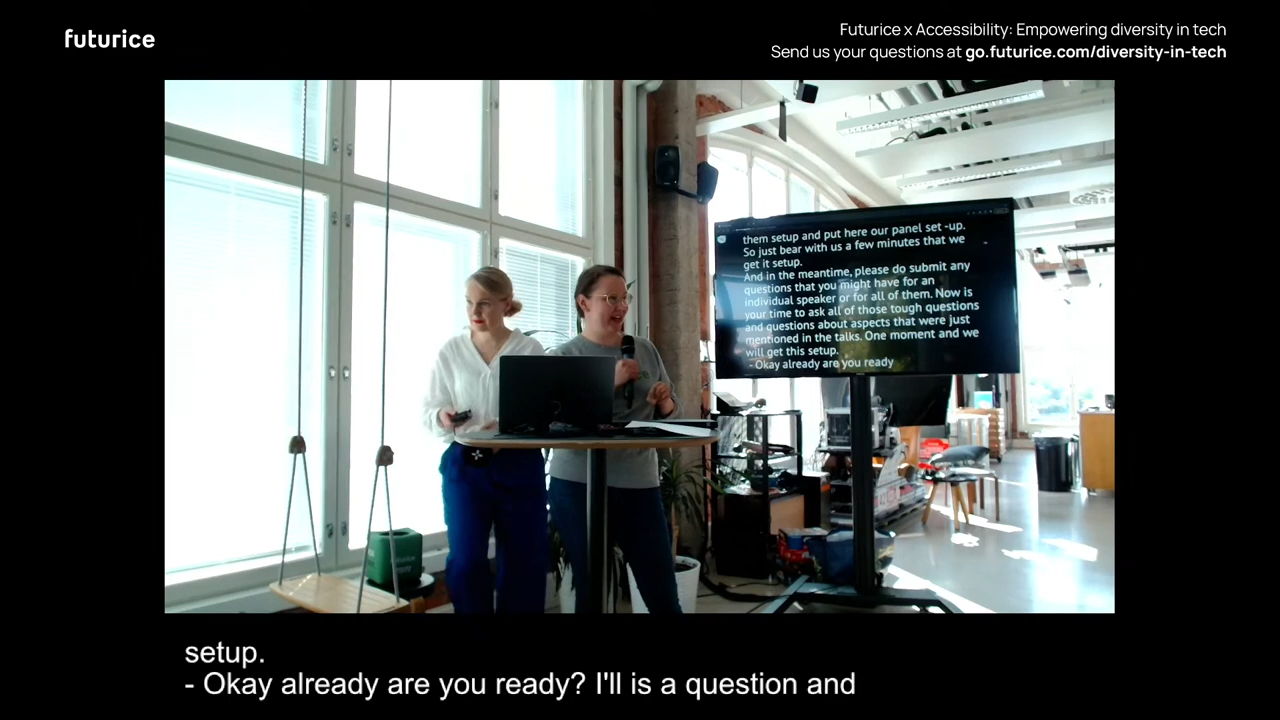 futurice
Futurice x Accessibility: Empowering diversity in tech
Send us your questions at go.futurice.com/diversity-in-tech
them setup and put here our panel set -up.
So just bear with us a few minutes that we
get it setup.
And in the meantime, please do submit any
questions that you might have for an
individual speaker or for all of them. Now is
your time to ask all of those tough questions
and questions about aspects that were just
mentioned in the talks. One moment and we
will get this setup.
- Okay already are you ready
setup.
- Okay already are you ready? I'll is a question and